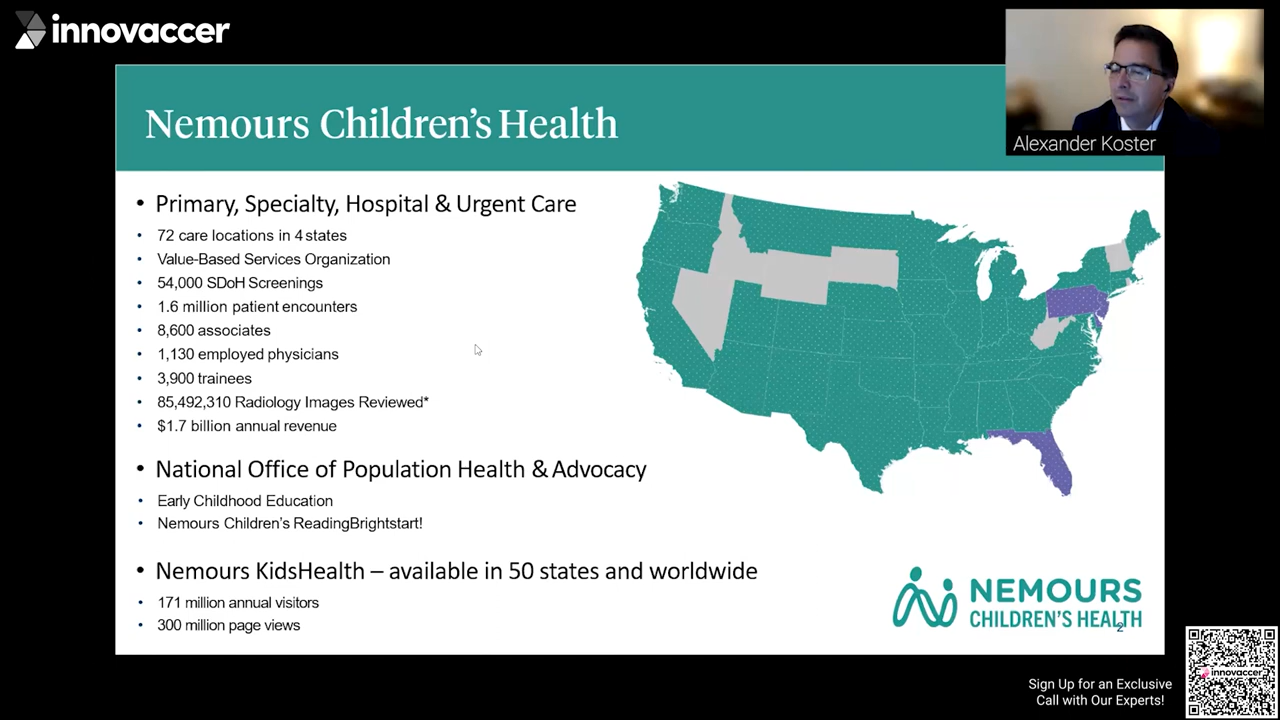 innovaccer
Nemours Children's Health
Alexander Koster
• Primary, Specialty, Hospital & Urgent Care
• 72 care locations in 4 states
• Value-Based Services Organization
• 54,000 SDoH Screenings
• 1.6 million patient encounters
• 8,600 associates
• 1,130 employed physicians
• 3,900 trainees
• 85,492,310 Radiology Images Reviewed*
• $1.7 billion annual revenue
• National Office of Population Health & Advocacy
• Early Childhood Education
• Nemours Children's ReadingBrightstart!
• Nemours KidsHealth – available in 50 states and worldwide
• 171 million annual visitors
• 300 million page views
NEMOURS
CHILDREN'S HEALTH
2
Sign Up for an Exclusive
Call with Our Experts!
innovaccer